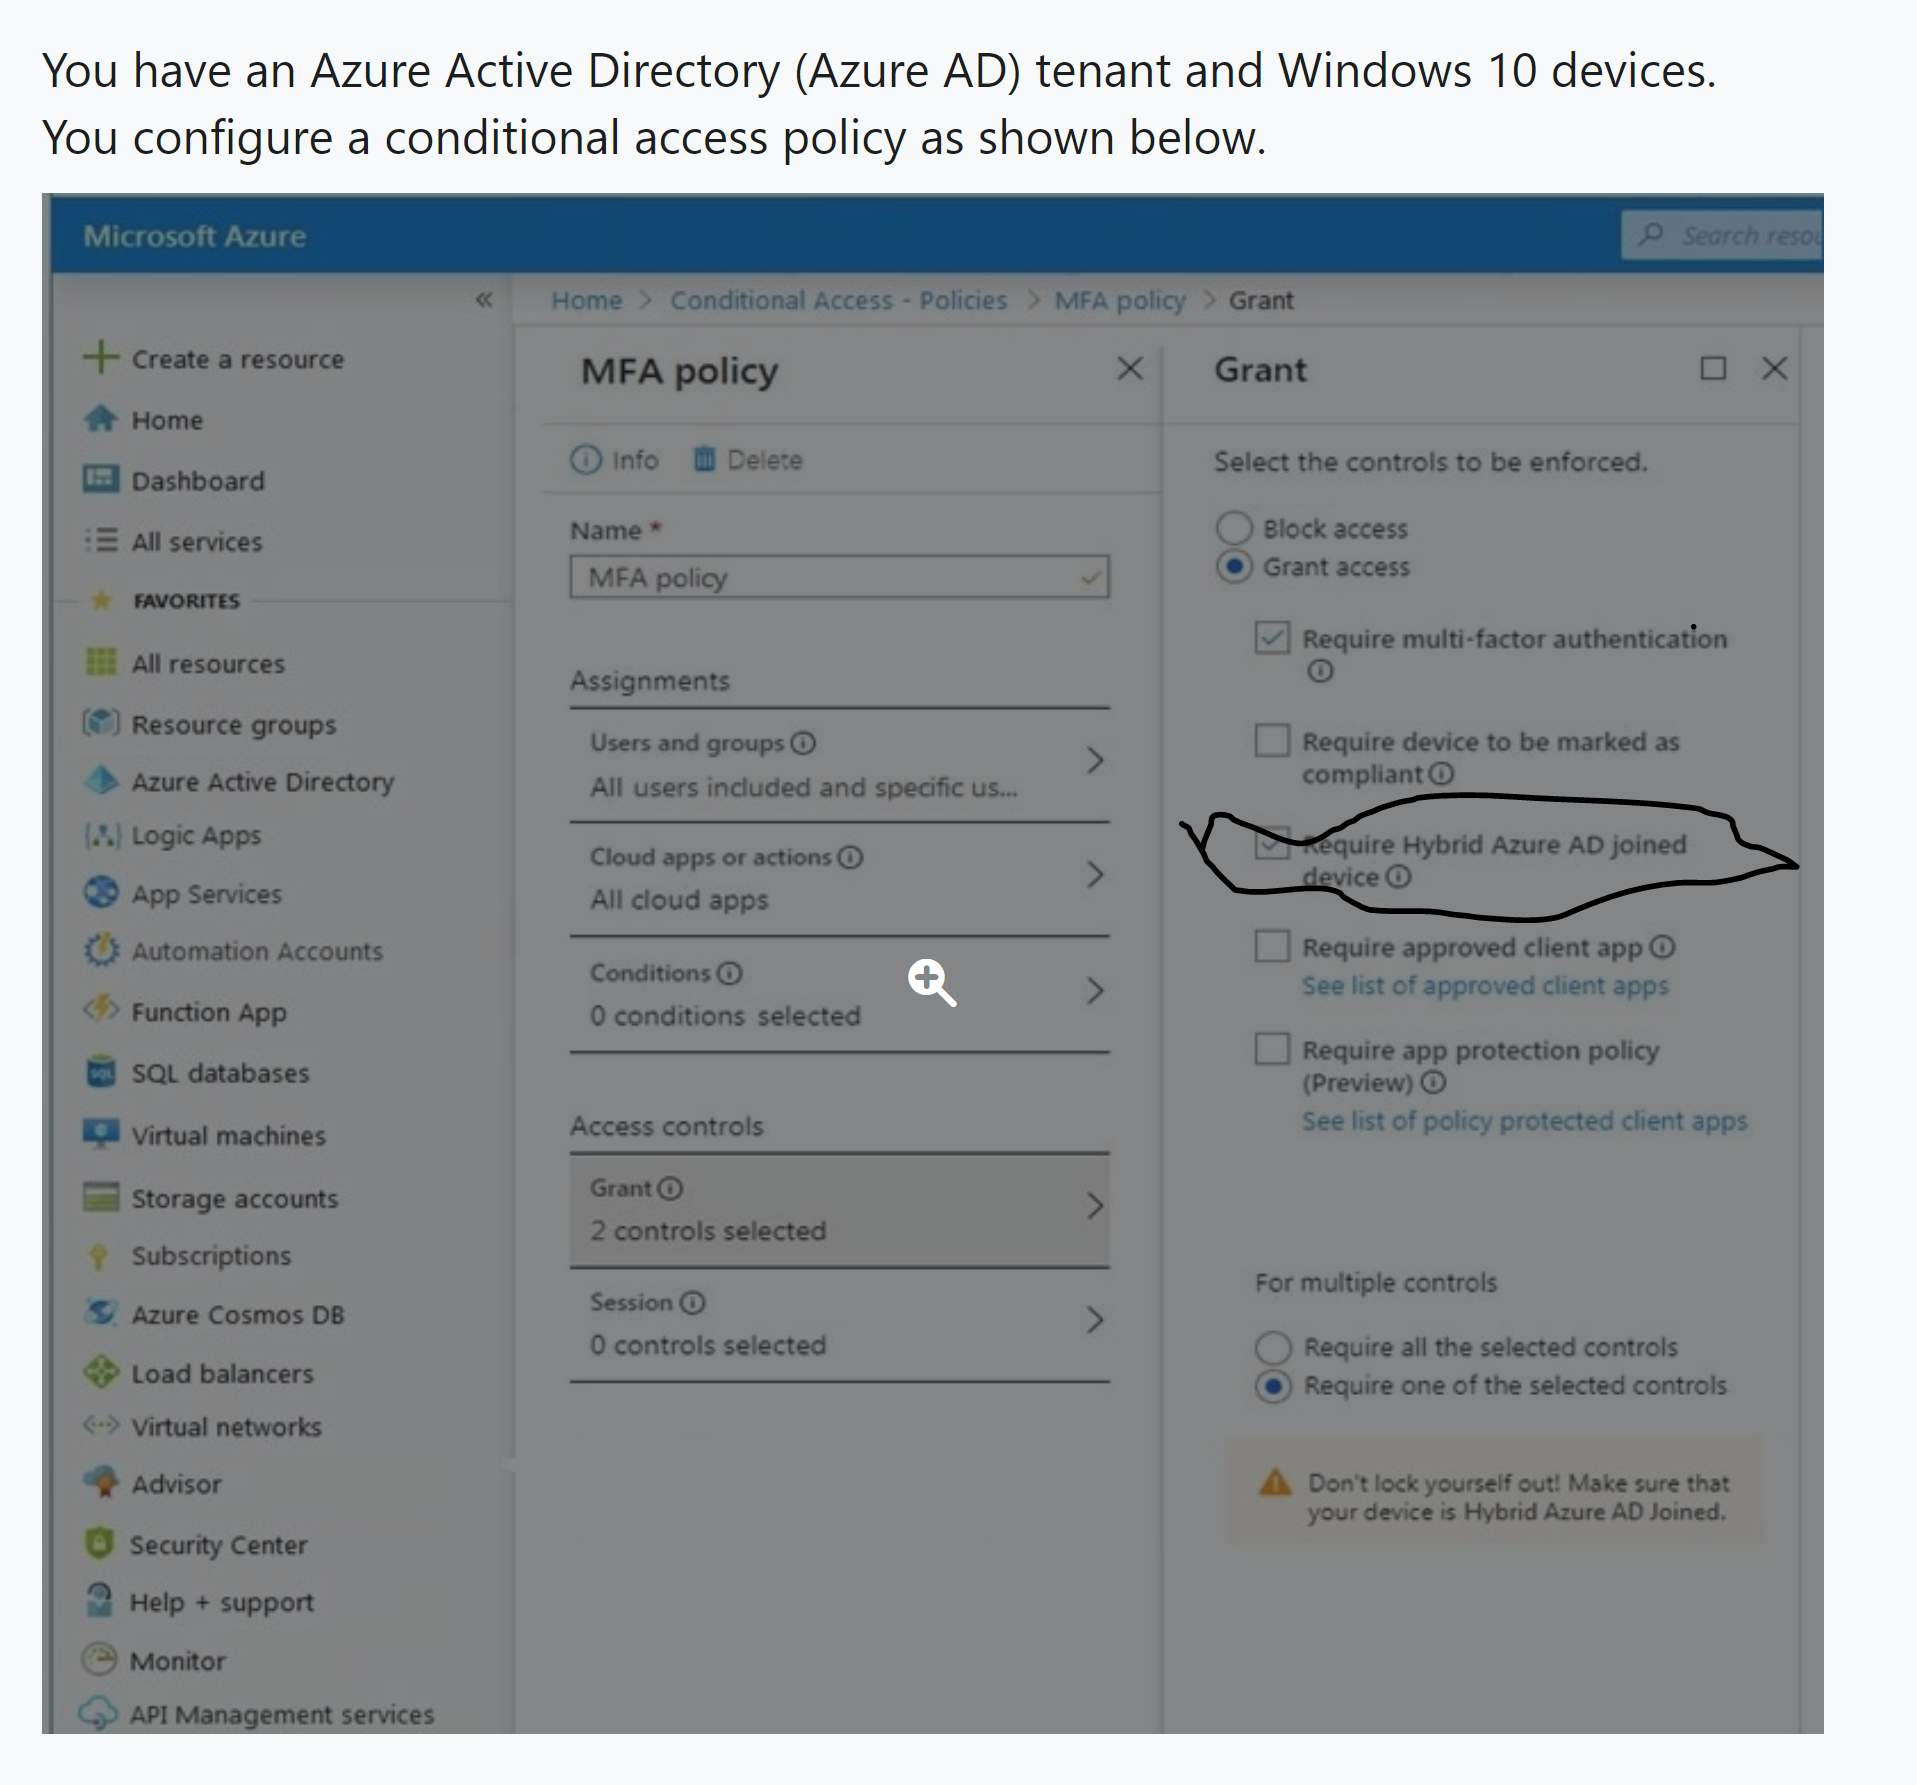 You have an Azure Active Directory (Azure AD) tenant and Windows 10 devices.
You configure a conditional access policy as shown below.
Microsoft Azure
Search resou
«
Home > Conditional Access - Policies > MFA policy > Grant
Create a resource
Home
Dashboard
All services
FAVORITES
All resources
Resource groups
Azure Active Directory
Logic Apps
App Services
Automation Accounts
Function App
SQL databases
Virtual machines
Storage accounts
Subscriptions
Azure Cosmos DB
Load balancers
Virtual networks
Advisor
Security Center
Help + support
Monitor
API Management services
MFA policy
Info Delete
Name *
MFA policy
Assignments
Users and groups
All users included and specific us...
Cloud apps or actions
All cloud apps
Conditions
0 conditions selected
Access controls
Grant
2 controls selected
Session
0 controls selected
Grant
Select the controls to be enforced.
Block access
Grant access
Require multi-factor authentication
Require device to be marked as
compliant
Require Hybrid Azure AD joined
device
Require approved client app
See list of approved client apps
Require app protection policy
(Preview)
See list of policy protected client apps
For multiple controls
Require all the selected controls
Require one of the selected controls
Don't lock yourself out! Make sure that
your device is Hybrid Azure AD Joined.